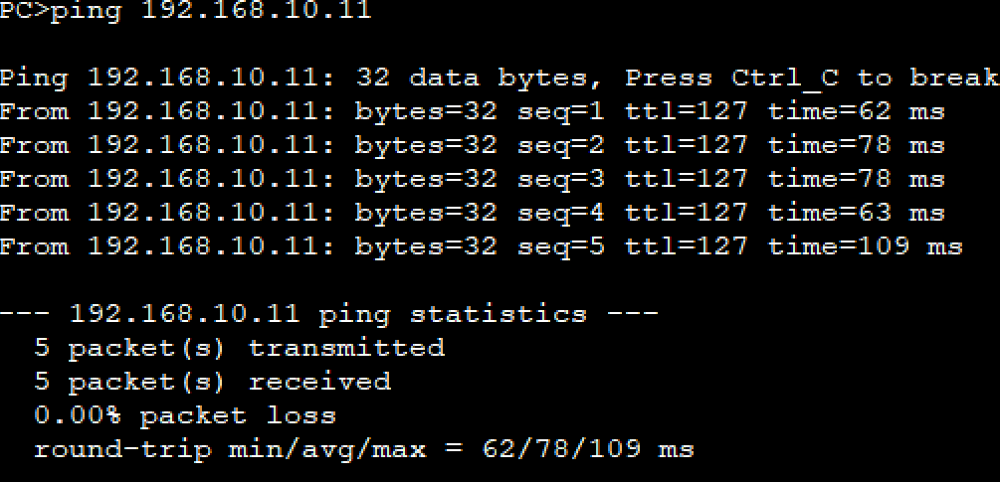 PC>ping 192.168.10.11
Ping 192.168.10.11: 32 data bytes, Press Ctrl_C to break
From 192.168.10.11: bytes=32 seq=1 ttl=127 time=62 ms
From 192.168.10.11: bytes=32 seq=2 ttl=127 time=78 ms
From 192.168.10.11: bytes=32 seq=3 ttl=127 time=78 ms
From 192.168.10.11: bytes=32 seq=4 ttl=127 time=63 ms
From 192.168.10.11: bytes=32 seq=5 ttl=127 time=109 ms
--- 192.168.10.11 ping statistics ---
5 packet(s) transmitted
5 packet(s) received
0.00% packet loss
round-trip min/avg/max = 62/78/109 ms